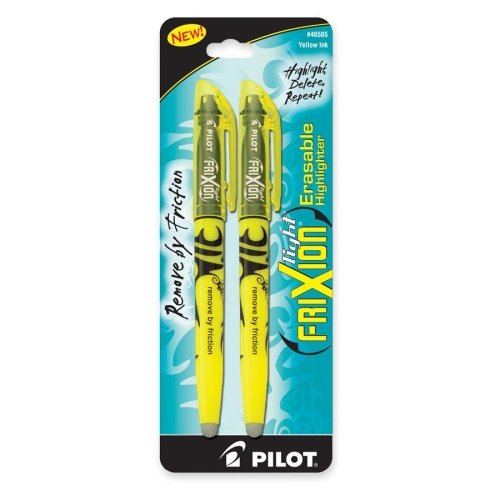 NEW!
#46505
Yellow Ink
Highlight,
Delete,
Repeat!
Remove by Friction
PILOT
FRIXION
light
remove by friction
PILOT
FRIXION
light
remove by friction
light
FRIXION
Erasable
Highlighter
PILOT